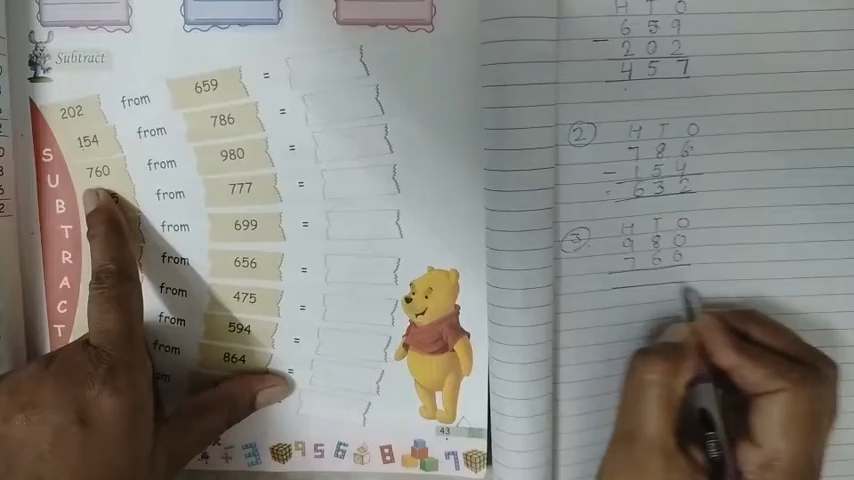 Subtract
SUBTRACT
202 from 659 =
154 from 786 =
760 from 980 =
from 777 =
from 699 =
from 656 =
from 475 =
from 594 =
from 864 =
43
H T O
6 5 9
- 2 0 2
4 5 7
② H T O
7 8 6
- 1 5 4
6 3 2
③ H T O
9 8 0
7 6 0